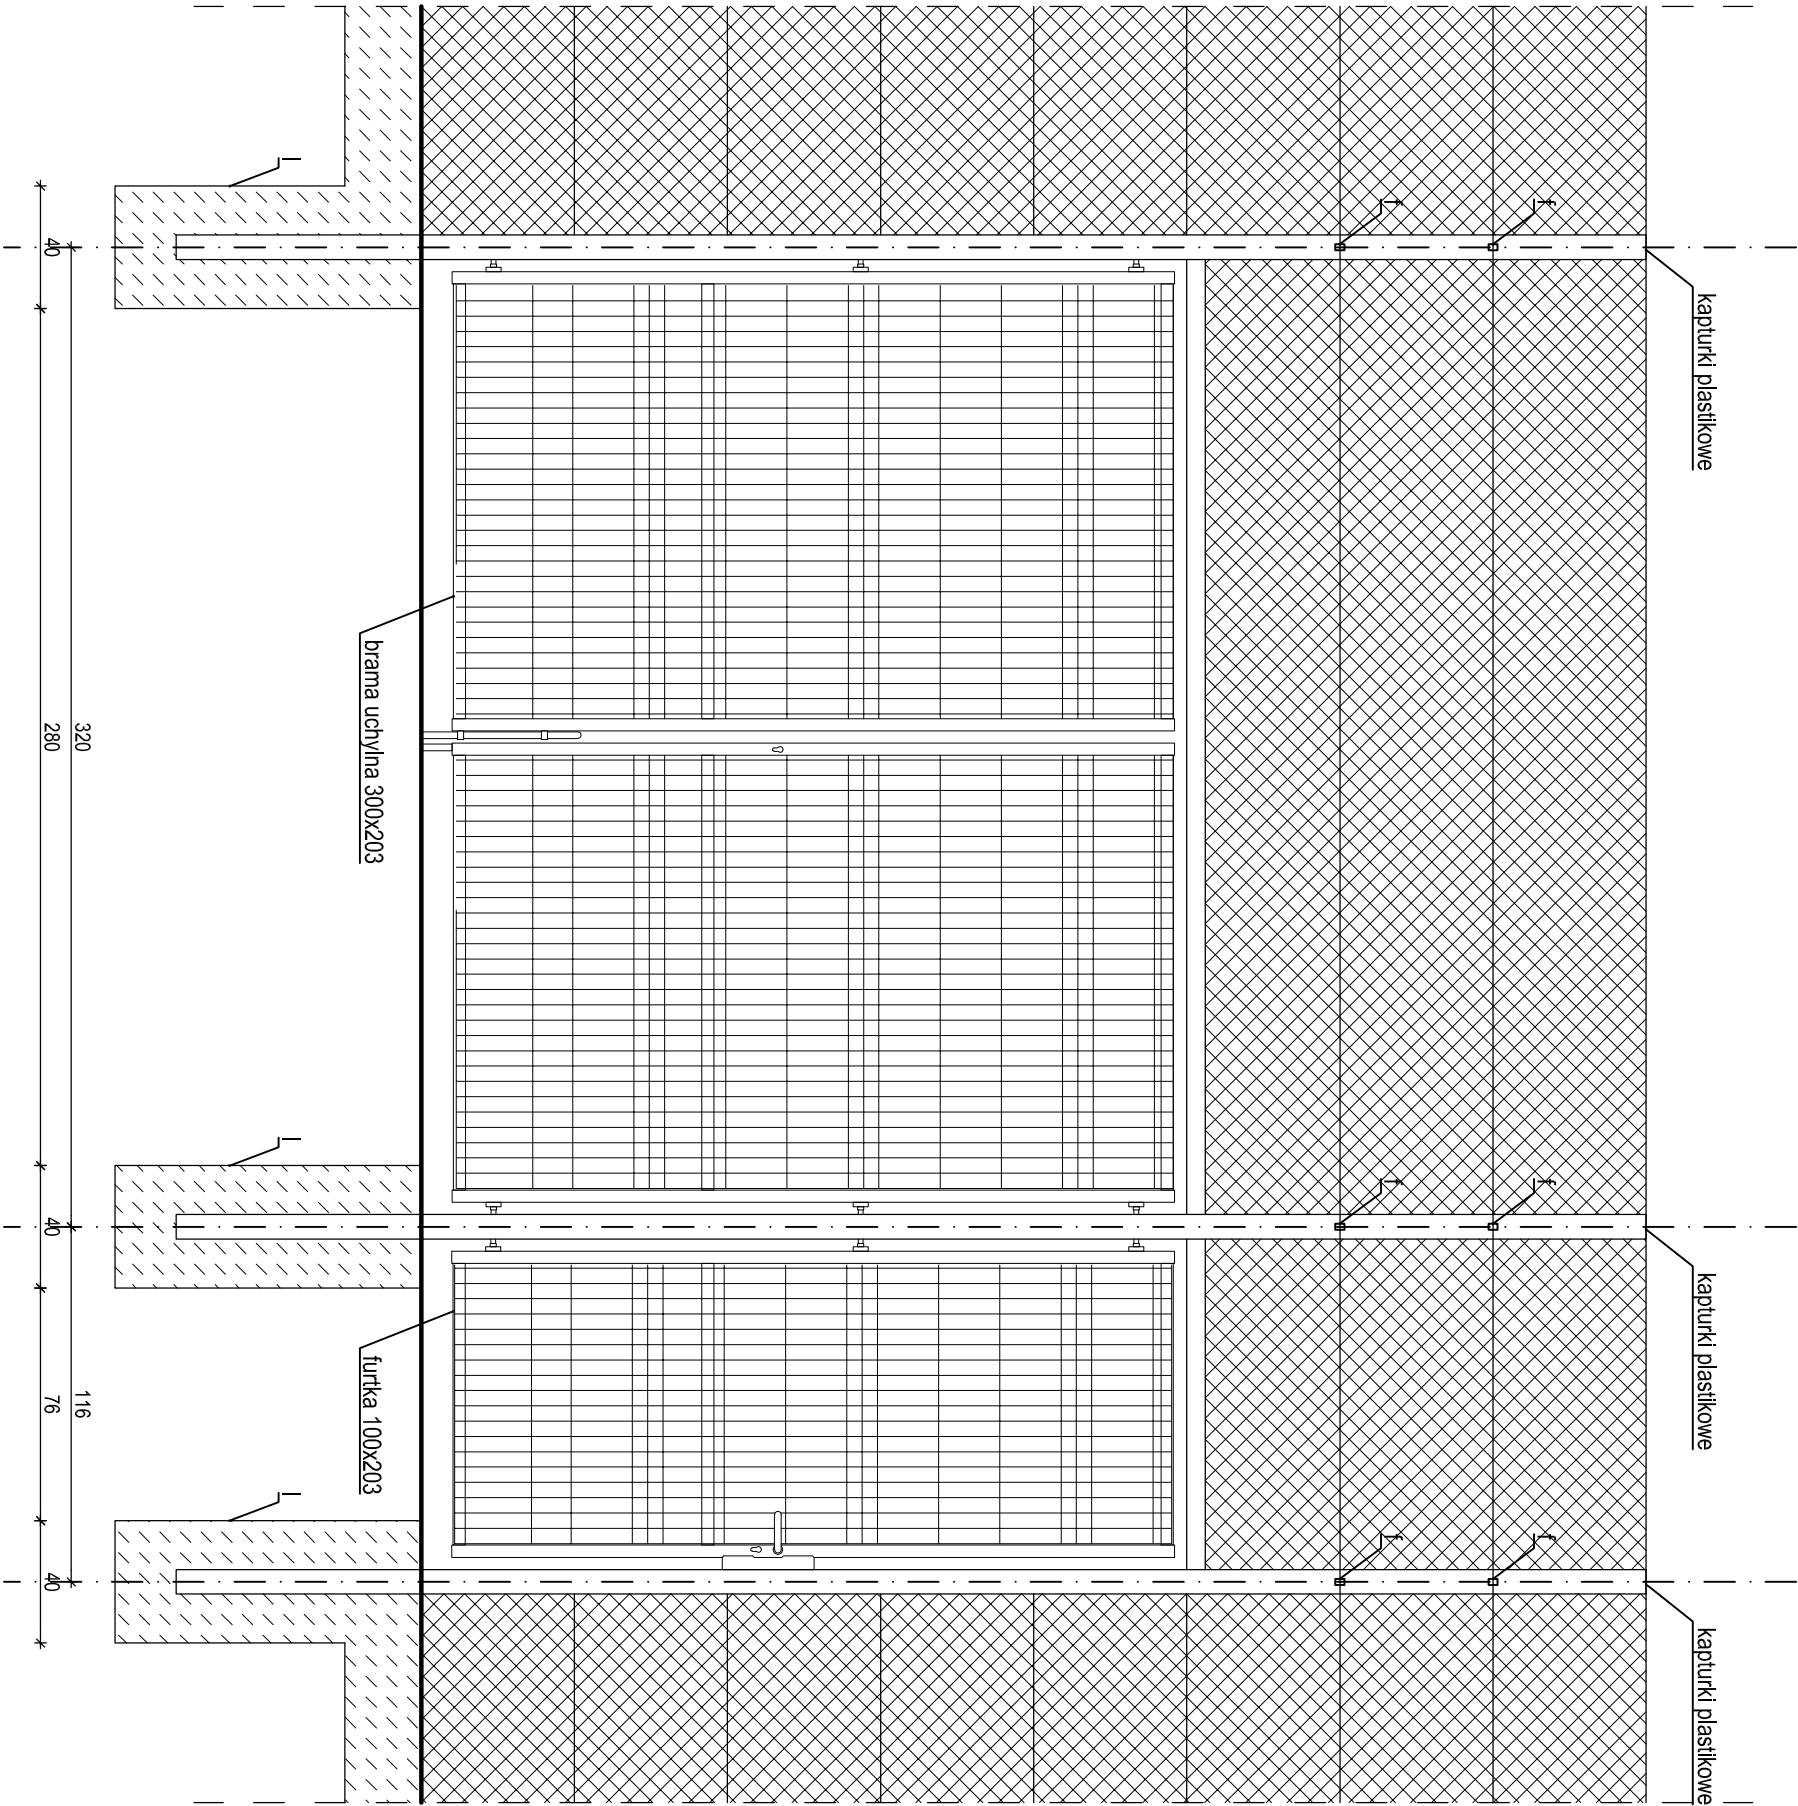 kapturki plastikowe
kapturki plastikowe
kapturki plastikowe
f
f
f
f
f
f
brama uchylna 300x203
furtka 100x203
l
l
l
320
116
40
280
40
76
40